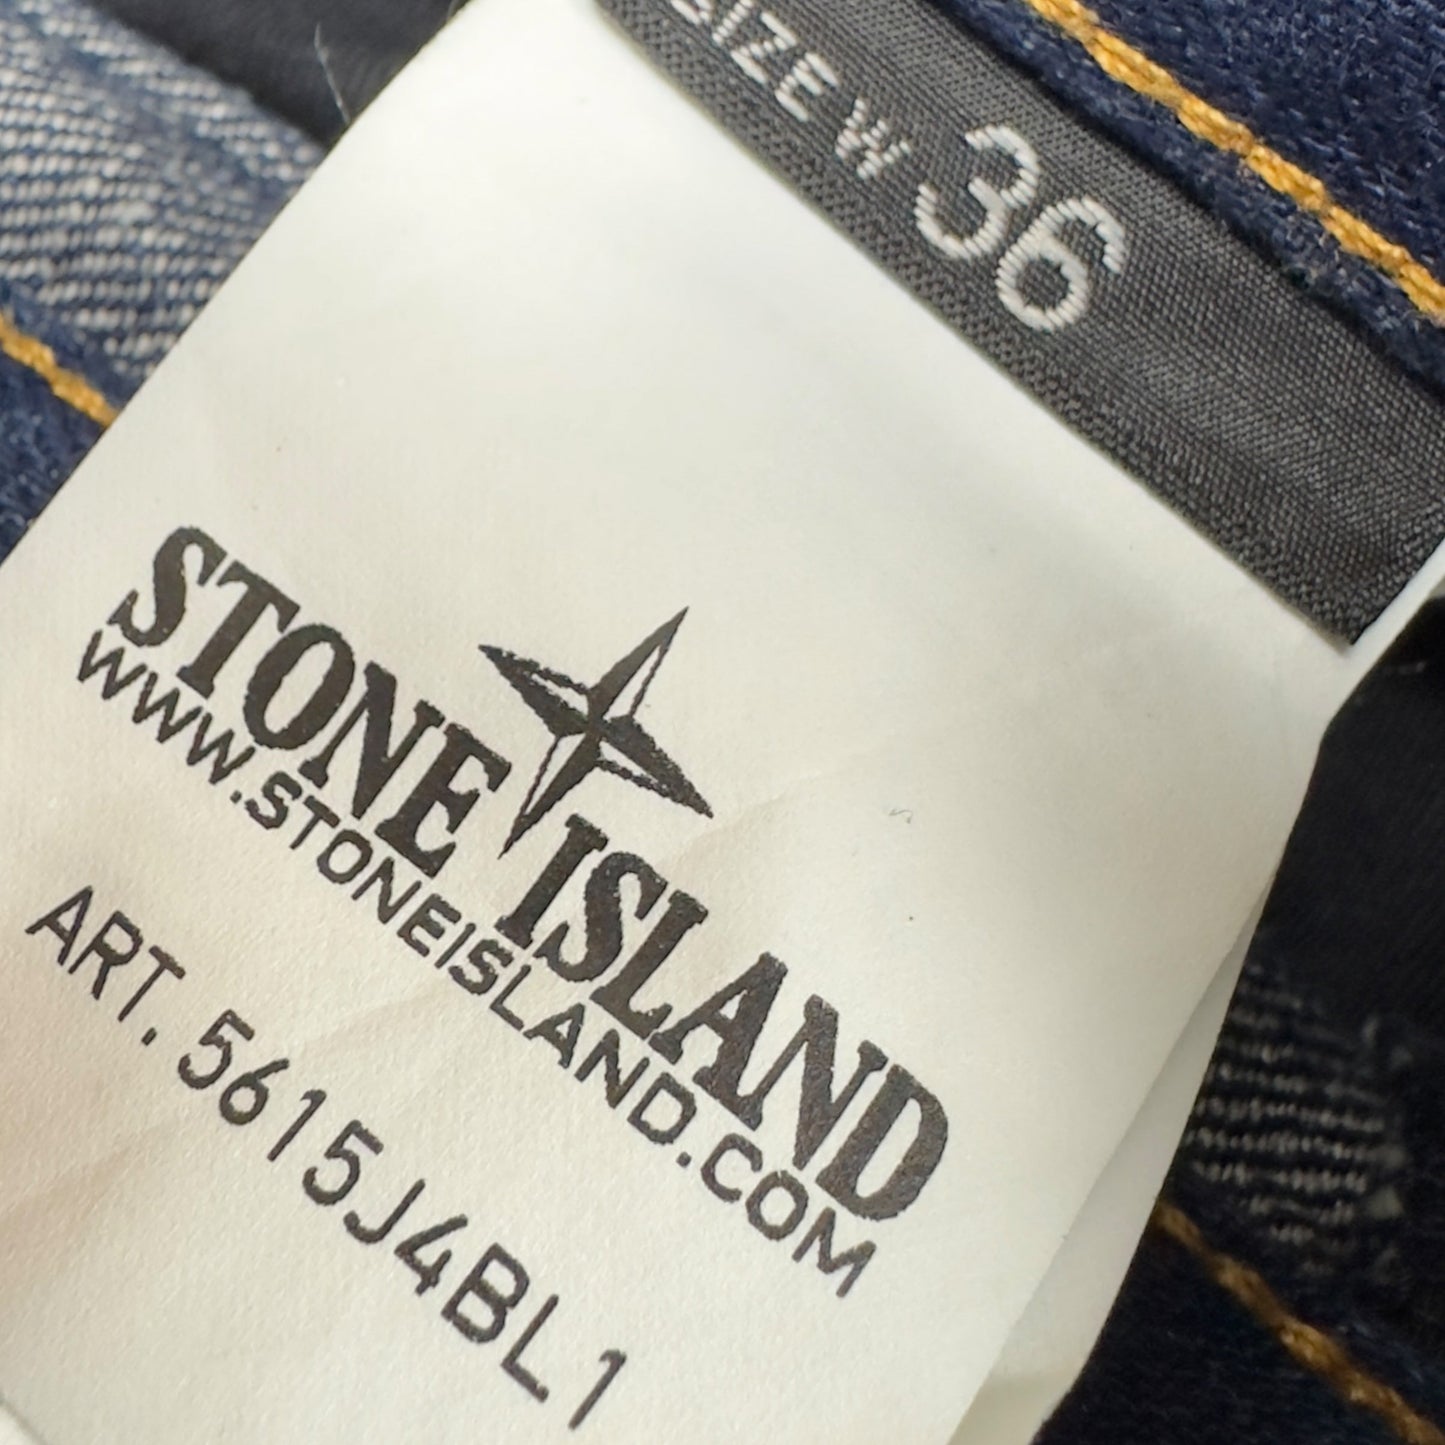 SIZE W 36
STONE ISLAND
WWW.STONEISLAND.COM
ART. 5615J4BL1